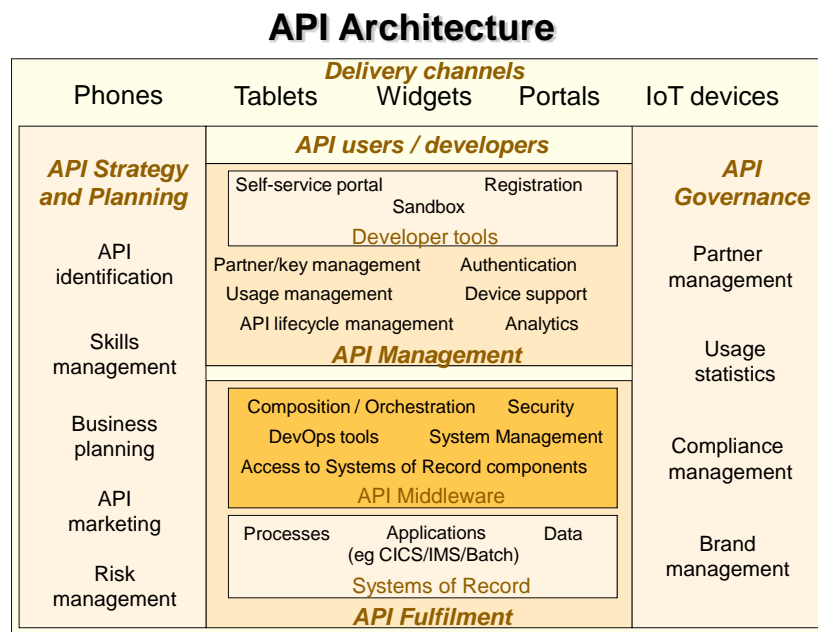 API Architecture
Delivery channels
Phones Tablets Widgets Portals IoT devices
API Strategy
and Planning
API
identification
Skills
management
Business
planning
API
marketing
Risk
management
API users / developers
Self-service portal Registration
Sandbox
Developer tools
Partner/key management Authentication
Usage management Device support
API lifecycle management Analytics
API Management
Composition / Orchestration Security
DevOps tools System Management
Access to Systems of Record components
API Middleware
Processes Applications Data
(eg CICS/IMS/Batch)
Systems of Record
API Fulfilment
API
Governance
Partner
management
Usage
statistics
Compliance
management
Brand
management